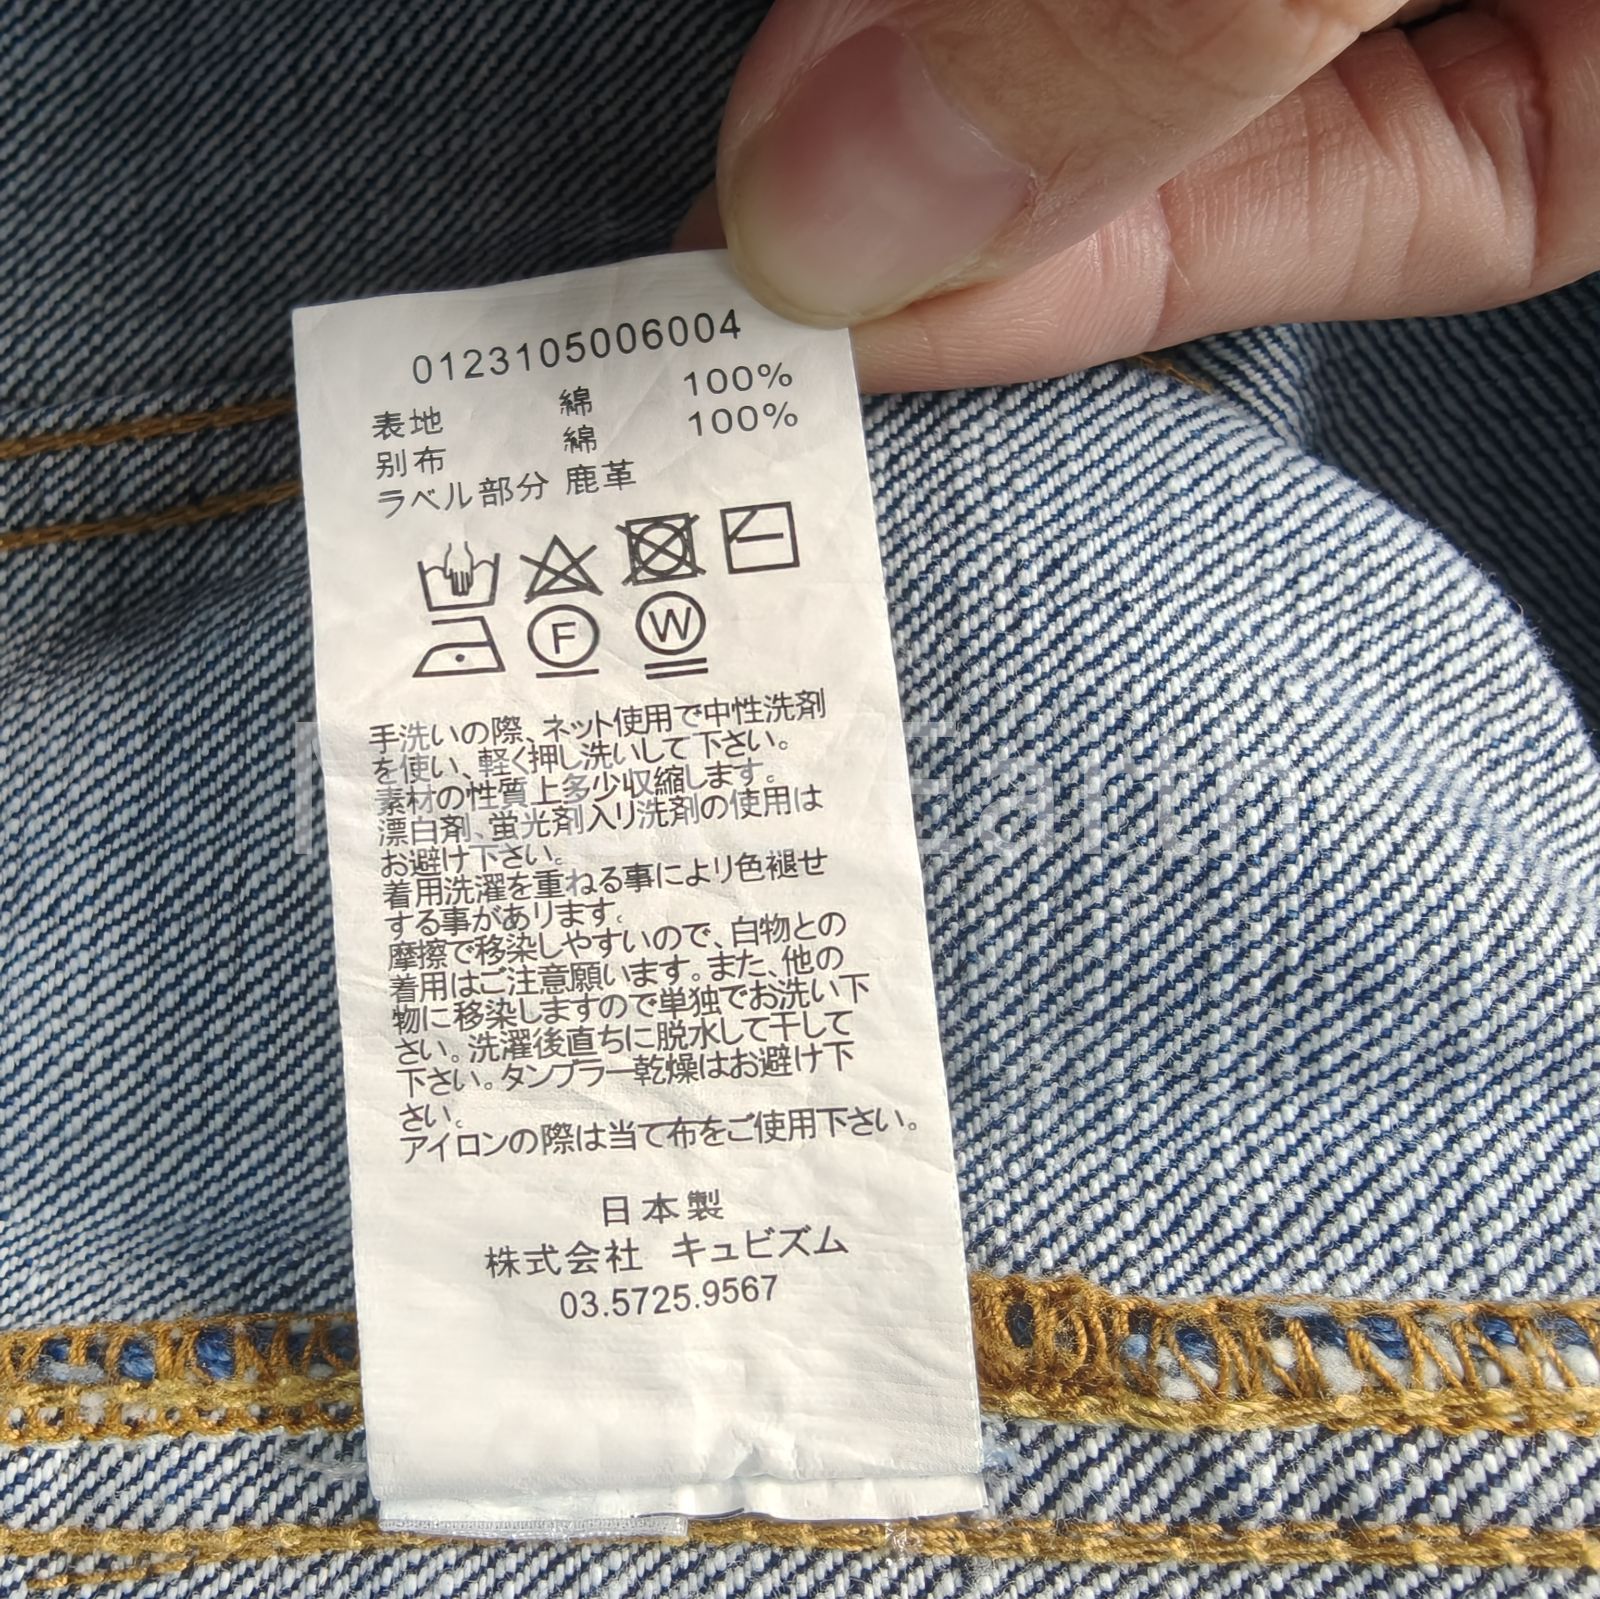 0123105006004
表地 綿 100%
別布 綿 100%
ラベル部分 鹿革
F W
手洗いの際、ネット使用で中性洗剤
を使い、軽く押し洗いして下さい。
素材の性質上多少収縮します。
漂白剤、蛍光剤入り洗剤の使用は
お避け下さい。
着用洗濯を重ねる事により色褪せ
する事があります。
摩擦で移染しやすいので、白物との
着用はご注意願います。また、他の
物に移染しますので単独でお洗い下
さい。洗濯後直ちに脱水して干して
下さい。タンブラー乾燥はお避け下
さい。
アイロンの際は当て布をご使用下さい。
日本製
株式会社 キュビズム
03.5725.9567